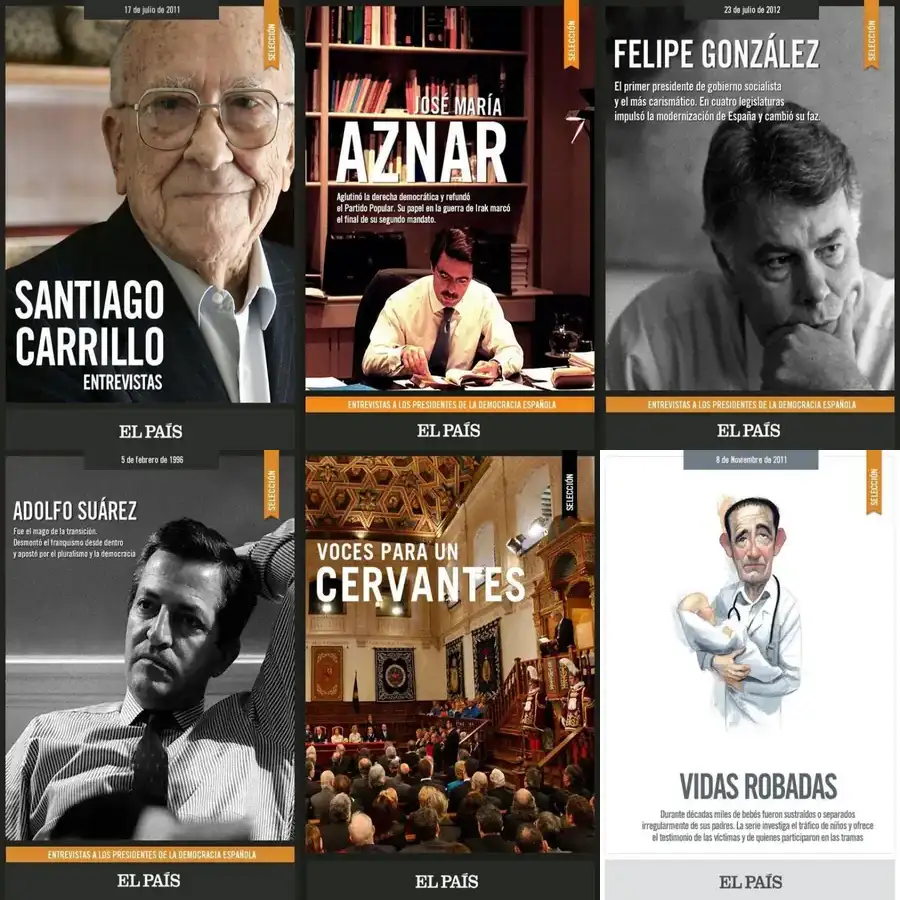 17 de julio de 2011
SELECCIÓN
SANTIAGO
CARRILLO
ENTREVISTAS
EL PAÍS
SELECCIÓN
JOSÉ MARÍA
AZNAR
Aglutinó la derecha democrática y refundó
el Partido Popular. Su papel en la guerra de Irak marcó
el final de su segundo mandato.
ENTREVISTAS A LOS PRESIDENTES DE LA DEMOCRACIA ESPAÑOLA
EL PAÍS
23 de julio de 2012
SELECCIÓN
FELIPE GONZÁLEZ
El primer presidente de gobierno socialista
y el más carismático. En cuatro legislaturas
impulsó la modernización de España y cambió su faz.
ENTREVISTAS A LOS PRESIDENTES DE LA DEMOCRACIA ESPAÑOLA
EL PAÍS
5 de febrero de 1996
SELECCIÓN
ADOLFO SUÁREZ
Fue el mago de la transición.
Desmontó el franquismo desde dentro
y apostó por el pluralismo y la democracia
ENTREVISTAS A LOS PRESIDENTES DE LA DEMOCRACIA ESPAÑOLA
EL PAÍS
SELECCIÓN
VOCES PARA UN
CERVANTES
EL PAÍS
8 de Noviembre de 2011
SELECCIÓN
VIDAS ROBADAS
Durante décadas miles de bebés fueron sustraídos o separados
irregularmente de sus padres. La serie investiga el tráfico de niños y ofrece
el testimonio de las víctimas y de quienes participaron en las tramas
EL PAÍS